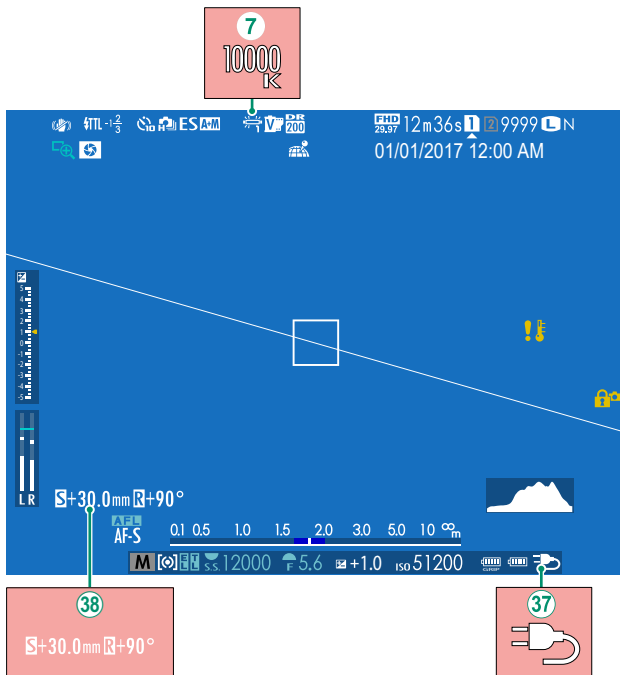 7
10000
K
TTL -1 2/3 10 H ES A+M V DR 200 FHD 29.97 12m36s 1 2 9999 L N
01/01/2017 12:00 AM
5
4
3
2
1
0
-1
-2
-3
-4
-5
L R
S+30.0mm R+90°
AFL
AF-S 0.1 0.5 1.0 1.5 2.0 3.0 5.0 10 ∞ m
M E L S.S. 12000 F 5.6 +1.0 ISO 51200 GRIP
38
S+30.0mm R+90°
37